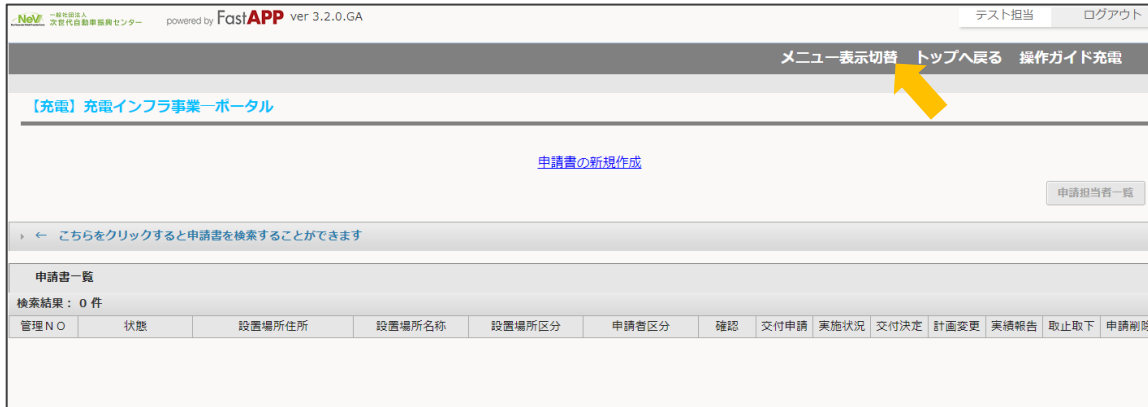 NeV 一般社団法人 次世代自動車振興センター powered by FastAPP ver 3.2.0.GA テスト担当 ログアウト
メニュー表示切替 トップへ戻る 操作ガイド充電
【充電】充電インフラ事業―ポータル
申請書の新規作成
申請担当者一覧
← こちらをクリックすると申請書を検索することができます
申請書一覧
検索結果： 0 件
管理ＮＯ 状態 設置場所住所 設置場所名称 設置場所区分 申請者区分 確認 交付申請 実施状況 交付決定 計画変更 実績報告 取止取下 申請削除